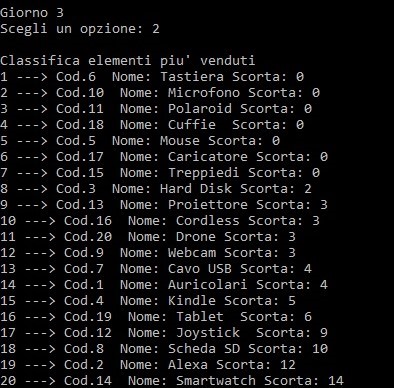 Giorno 3
Scegli un opzione: 2
Classifica elementi piu' venduti
1 ---> Cod.6  Nome: Tastiera Scorta: 0
2 ---> Cod.10  Nome: Microfono Scorta: 0
3 ---> Cod.11  Nome: Polaroid Scorta: 0
4 ---> Cod.18  Nome: Cuffie  Scorta: 0
5 ---> Cod.5  Nome: Mouse Scorta: 0
6 ---> Cod.17  Nome: Caricatore Scorta: 0
7 ---> Cod.15  Nome: Treppiedi Scorta: 0
8 ---> Cod.3  Nome: Hard Disk Scorta: 2
9 ---> Cod.13  Nome: Proiettore Scorta: 3
10 ---> Cod.16  Nome: Cordless Scorta: 3
11 ---> Cod.20  Nome: Drone Scorta: 3
12 ---> Cod.9  Nome: Webcam Scorta: 3
13 ---> Cod.7  Nome: Cavo USB Scorta: 4
14 ---> Cod.1  Nome: Auricolari Scorta: 4
15 ---> Cod.4  Nome: Kindle Scorta: 5
16 ---> Cod.19  Nome: Tablet  Scorta: 6
17 ---> Cod.12  Nome: Joystick  Scorta: 9
18 ---> Cod.8  Nome: Scheda SD Scorta: 10
19 ---> Cod.2  Nome: Alexa Scorta: 12
20 ---> Cod.14  Nome: Smartwatch Scorta: 14